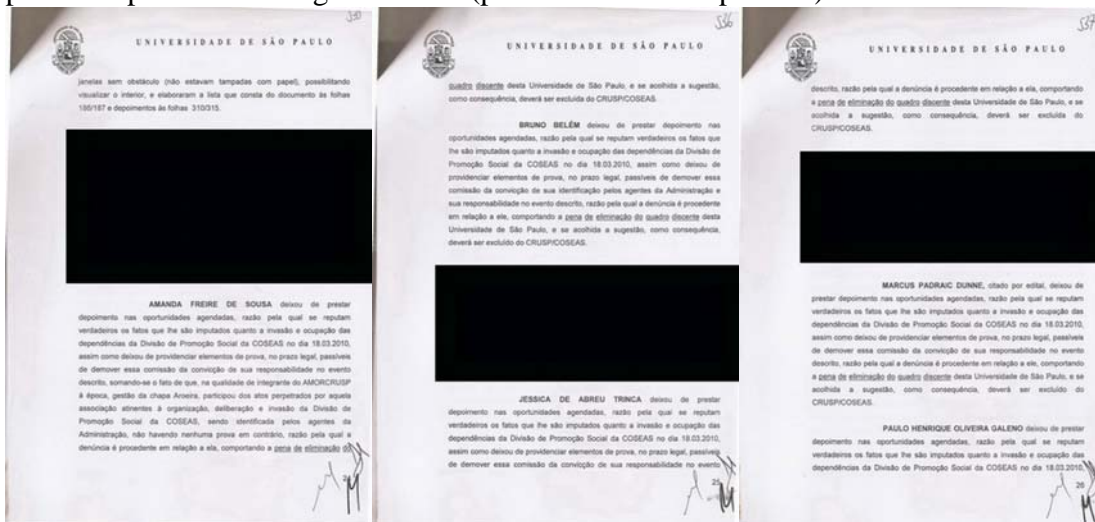 530
UNIVERSIDADE DE SÃO PAULO
janelas sem obstáculo (não estavam tampadas com papel), possibilitando
visualizar o interior, e elaboraram a lista que consta do documento às folhas
186/187 e depoimentos às folhas 310/315.
AMANDA FREIRE DE SOUSA deixou de prestar
depoimento nas oportunidades agendadas, razão pela qual se reputam
verdadeiros os fatos que lhe são imputados quanto a invasão e ocupação das
dependências da Divisão de Promoção Social da COSEAS no dia 18.03.2010,
assim como deixou de providenciar elementos de prova, no prazo legal, passíveis
de demover essa comissão da convicção de sua responsabilidade no evento
descrito, somando-se o fato de que, na qualidade de integrante do AMORCRUSP
à época, gestão da chapa Aroeira, participou dos atos perpetrados por aquela
associação atinentes à organização, deliberação e invasão da Divisão de
Promoção Social da COSEAS, sendo identificada pelos agentes da
Administração, não havendo nenhuma prova em contrário, razão pela qual a
denúncia é procedente em relação a ela, comportando a pena de eliminação do
536
UNIVERSIDADE DE SÃO PAULO
quadro discente desta Universidade de São Paulo, e se acolhida a sugestão,
como consequência, deverá ser excluída do CRUSP/COSEAS.
BRUNO BELÉM deixou de prestar depoimento nas
oportunidades agendadas, razão pela qual se reputam verdadeiros os fatos que
lhe são imputados quanto a invasão e ocupação das dependências da Divisão de
Promoção Social da COSEAS no dia 18.03.2010, assim como deixou de
providenciar elementos de prova, no prazo legal, passíveis de demover essa
comissão da convicção de sua identificação pelos agentes da Administração e
sua responsabilidade no evento descrito, razão pela qual a denúncia é procedente
em relação a ele, comportando a pena de eliminação do quadro discente desta
Universidade de São Paulo, e se acolhida a sugestão, como consequência,
deverá ser excluído do CRUSP/COSEAS.
JESSICA DE ABREU TRINCA deixou de prestar
depoimento nas oportunidades agendadas, razão pela qual se reputam
verdadeiros os fatos que lhe são imputados quanto a invasão e ocupação das
dependências da Divisão de Promoção Social da COSEAS no dia 18.03.2010,
assim como deixou de providenciar elementos de prova, no prazo legal, passíveis
de demover essa comissão da convicção de sua responsabilidade no evento
25
537
UNIVERSIDADE DE SÃO PAULO
descrito, razão pela qual a denúncia é procedente em relação a ela, comportando
a pena de eliminação do quadro discente desta Universidade de São Paulo, e se
acolhida a sugestão, como consequência, deverá ser excluída do
CRUSP/COSEAS.
MARCUS PADRAIC DUNNE, citado por edital, deixou de
prestar depoimento nas oportunidades agendadas, razão pela qual se reputam
verdadeiros os fatos que lhe são imputados quanto a invasão e ocupação das
dependências da Divisão de Promoção Social da COSEAS no dia 18.03.2010,
assim como deixou de providenciar elementos de prova, no prazo legal, passíveis
de demover essa comissão da convicção de sua responsabilidade no evento
descrito, razão pela qual a denúncia é procedente em relação a ele, comportando
a pena de eliminação do quadro discente desta Universidade de São Paulo, e se
acolhida a sugestão, como consequência, deverá ser excluído do
CRUSP/COSEAS.
PAULO HENRIQUE OLIVEIRA GALENO deixou de prestar
depoimento nas oportunidades agendadas, razão pela qual se reputam
verdadeiros os fatos que lhe são imputados quanto a invasão e ocupação das
dependências da Divisão de Promoção Social da COSEAS no dia 18.03.2010,
26